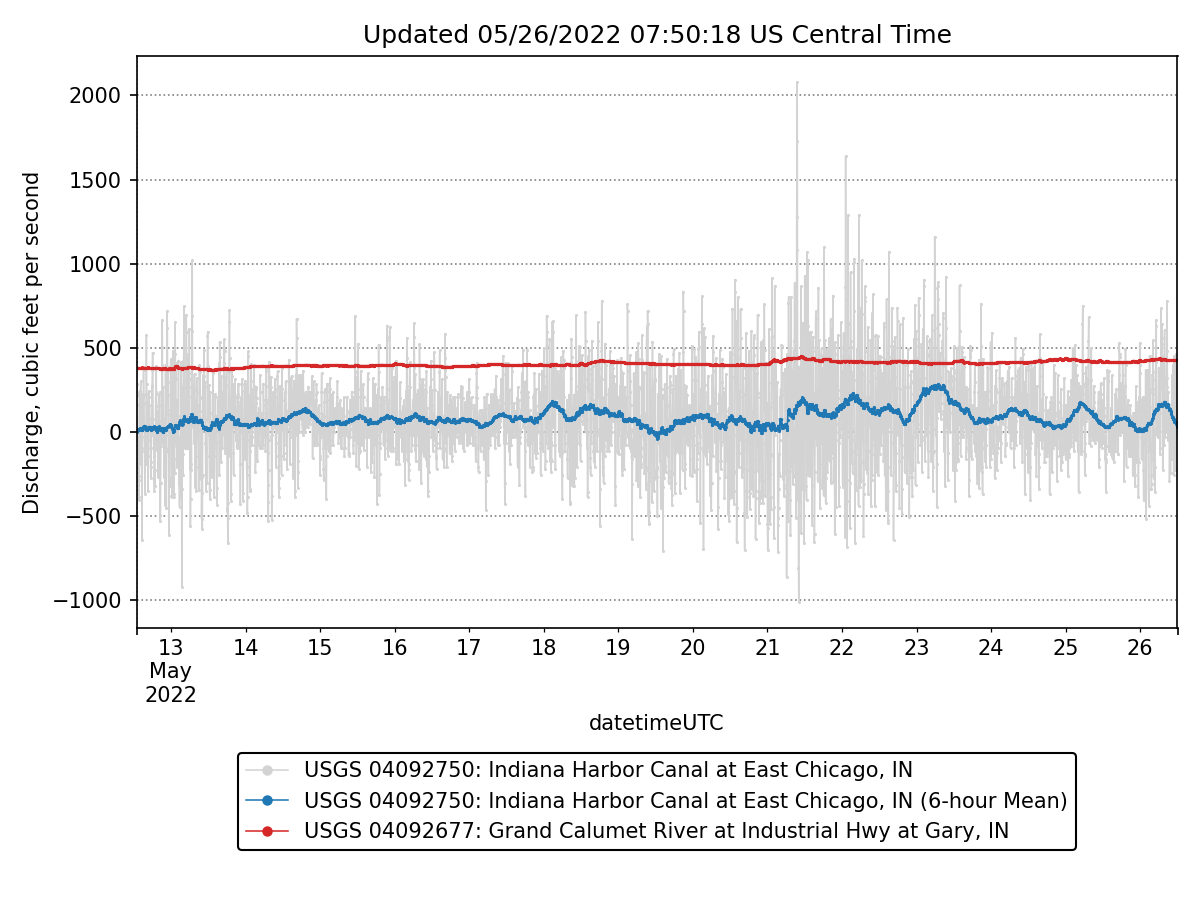 Updated 05/26/2022 07:50:18 US Central Time
Discharge, cubic feet per second
2000
1500
1000
500
0
−500
−1000
13 14 15 16 17 18 19 20 21 22 23 24 25 26
May
2022
datetimeUTC
USGS 04092750: Indiana Harbor Canal at East Chicago, IN
USGS 04092750: Indiana Harbor Canal at East Chicago, IN (6-hour Mean)
USGS 04092677: Grand Calumet River at Industrial Hwy at Gary, IN